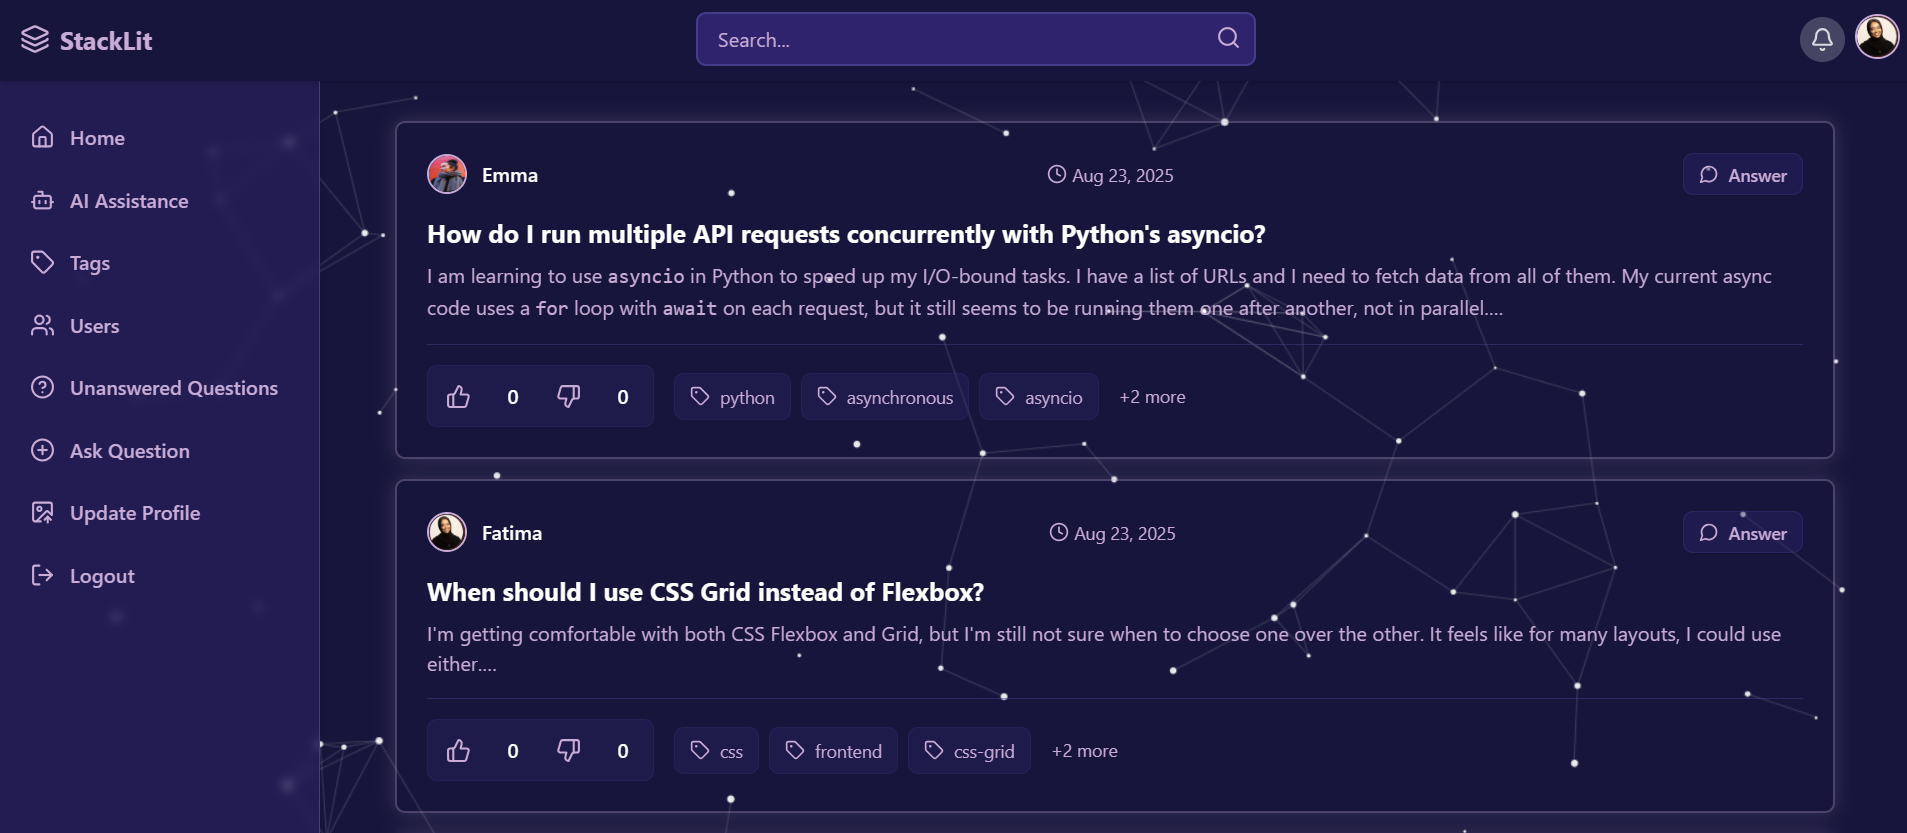 StackLit
Search...
Home
AI Assistance
Tags
Users
Unanswered Questions
Ask Question
Update Profile
Logout
Emma
Aug 23, 2025
Answer
How do I run multiple API requests concurrently with Python's asyncio?
I am learning to use asyncio in Python to speed up my I/O-bound tasks. I have a list of URLs and I need to fetch data from all of them. My current async
code uses a for loop with await on each request, but it still seems to be running them one after another, not in parallel....
0
0
python
asynchronous
asyncio
+2 more
Fatima
Aug 23, 2025
Answer
When should I use CSS Grid instead of Flexbox?
I'm getting comfortable with both CSS Flexbox and Grid, but I'm still not sure when to choose one over the other. It feels like for many layouts, I could use
either....
0
0
css
frontend
css-grid
+2 more